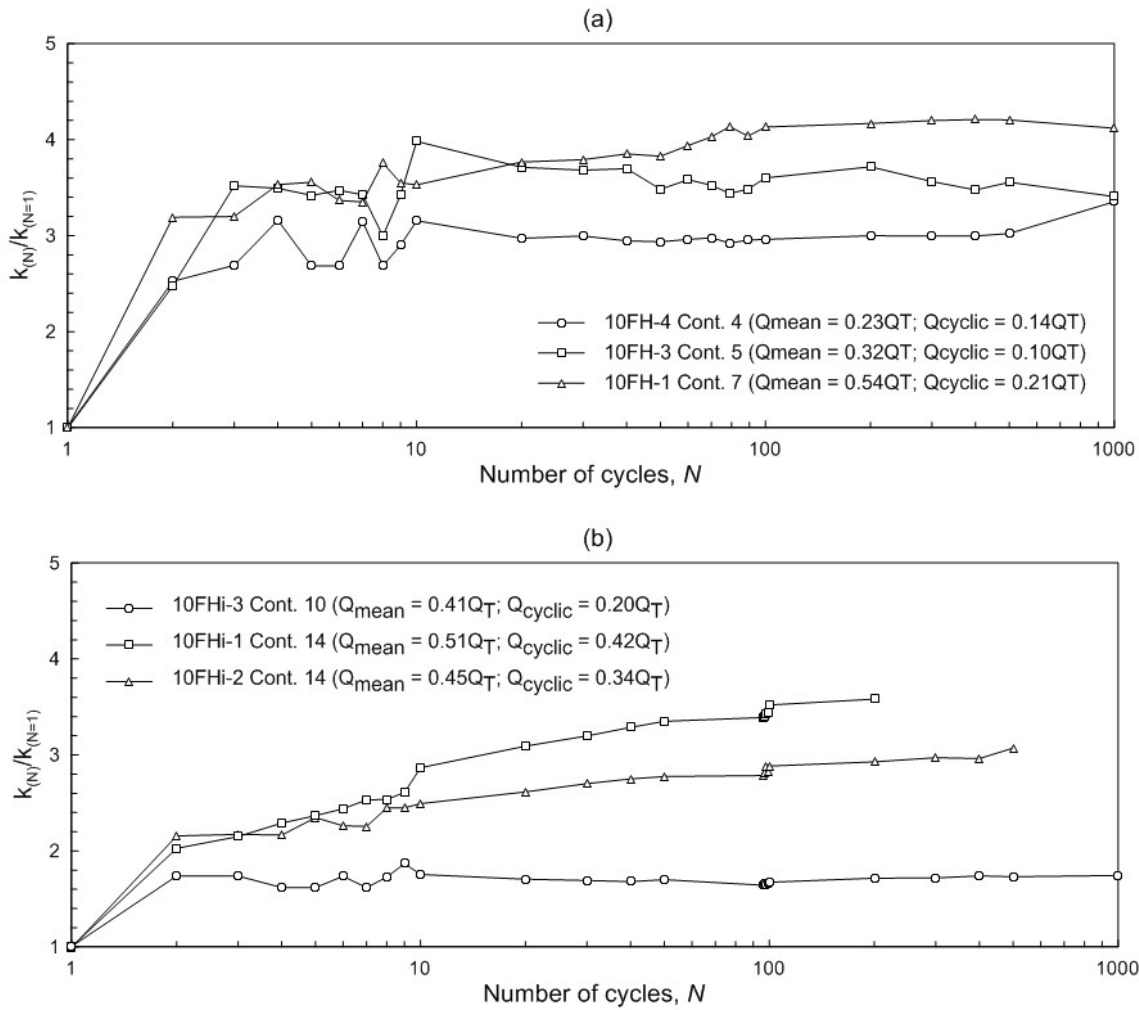 (a)
5
4
3
2
1
k(N)/k(N=1)
10FH-4 Cont. 4 (Qmean = 0.23QT; Qcyclic = 0.14QT)
10FH-3 Cont. 5 (Qmean = 0.32QT; Qcyclic = 0.10QT)
10FH-1 Cont. 7 (Qmean = 0.54QT; Qcyclic = 0.21QT)
1 10 100 1000
Number of cycles, N
(b)
5
4
3
2
1
k(N)/k(N=1)
10FHi-3 Cont. 10 (Qmean = 0.41QT; Qcyclic = 0.20QT)
10FHi-1 Cont. 14 (Qmean = 0.51QT; Qcyclic = 0.42QT)
10FHi-2 Cont. 14 (Qmean = 0.45QT; Qcyclic = 0.34QT)
1 10 100 1000
Number of cycles, N